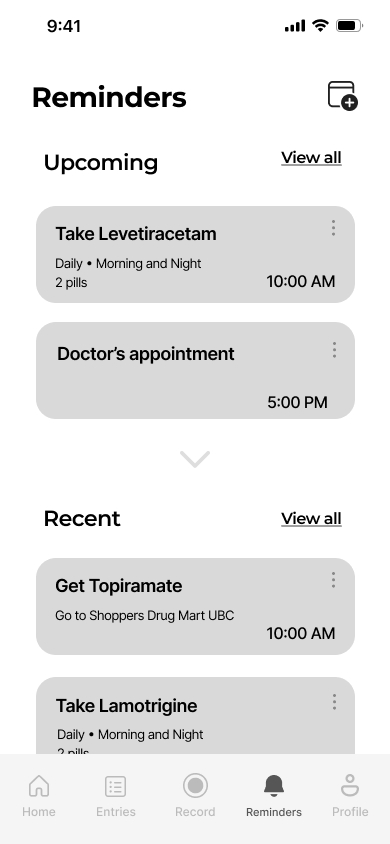 9:41
Reminders
Upcoming
View all
Take Levetiracetam
Daily • Morning and Night
2 pills
10:00 AM
Doctor's appointment
5:00 PM
Recent
View all
Get Topiramate
Go to Shoppers Drug Mart UBC
10:00 AM
Take Lamotrigine
Daily • Morning and Night
2 pills
Home
Entries
Record
Reminders
Profile